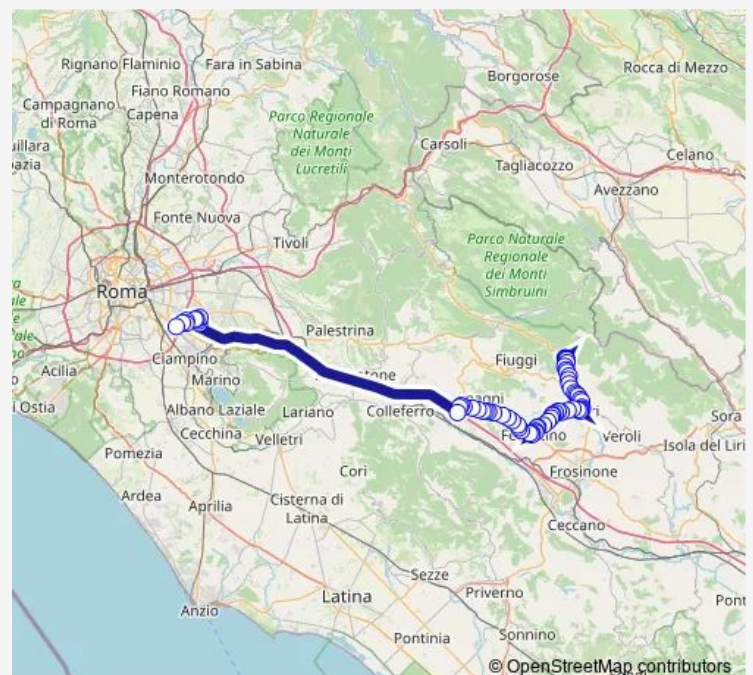 Rignano Flaminio
Fara in Sabina
Rocca di Mezzo
Borgorose
Fiano Romano
Campagnano
di Roma
Capena
Parco Regionale
Naturale
dei Monti
Lucretili
Carsoli
Celano
Tagliacozzo
Monterotondo
Avezzano
Fonte Nuova
Tivoli
Parco Naturale
Regionale
dei Monti
Simbruini
Roma
Palestrina
Fiuggi
Ciampino
Acilia
Marino
i Ostia
Albano Laziale
Lariano
Colleferro
Sora
Cecchina
Velletri
Veroli
Isola del Liri
Pomezia
Cori
Frosinone
Ardea
Aprilia
Cisterna di
Latina
Ceccano
Sezze
Priverno
Anzio
Latina
Pont
Pontinia
Sonnino
© OpenStreetMap contributors